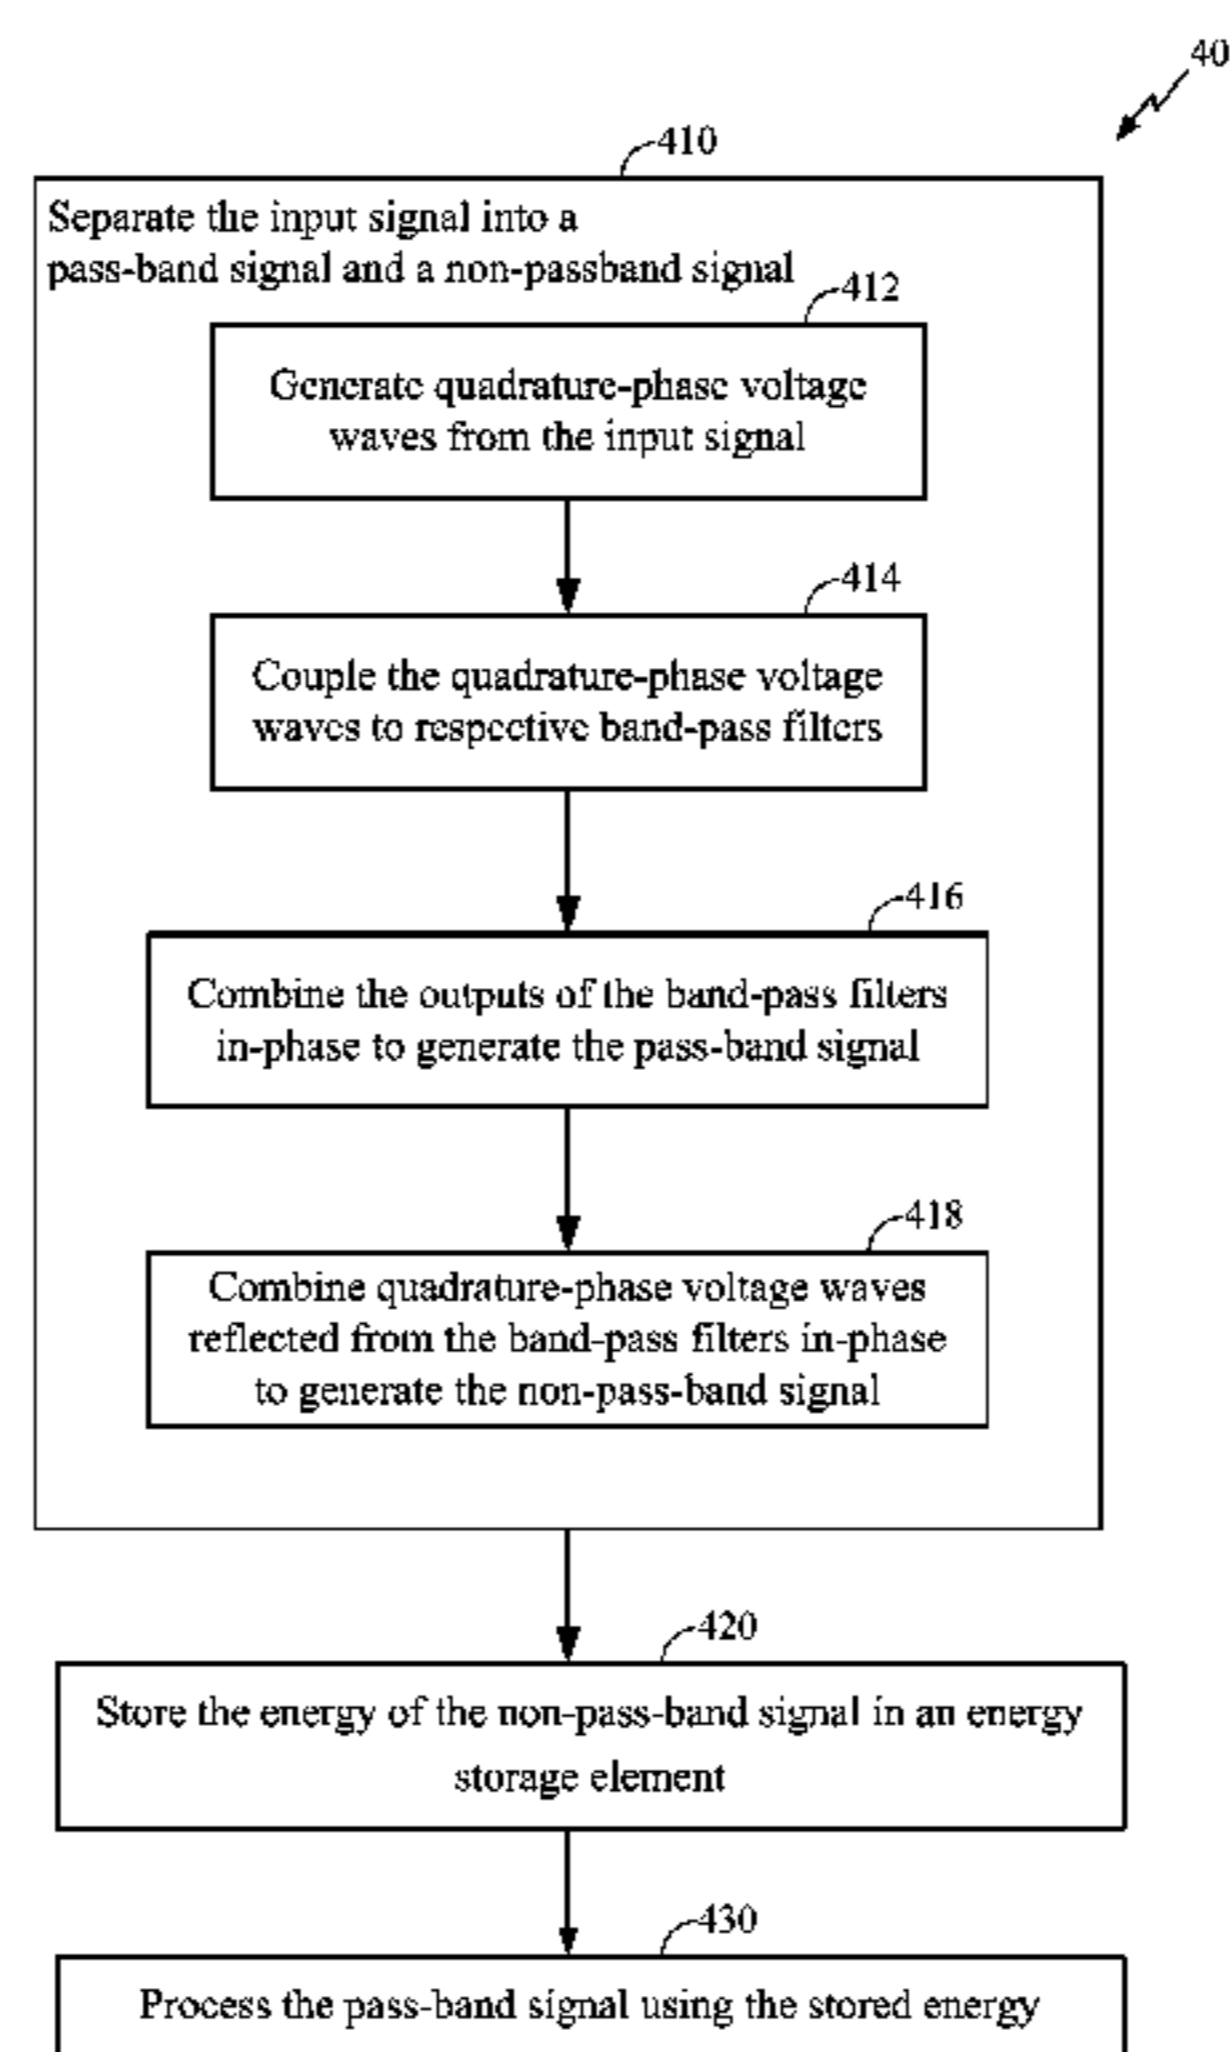 40
410
Separate the input signal into a
pass-band signal and a non-passband signal
412
Generate quadrature-phase voltage
waves from the input signal
414
Couple the quadrature-phase voltage
waves to respective band-pass filters
416
Combine the outputs of the band-pass filters
in-phase to generate the pass-band signal
418
Combine quadrature-phase voltage waves
reflected from the band-pass filters in-phase
to generate the non-pass-band signal
420
Store the energy of the non-pass-band signal in an energy
storage element
430
Process the pass-band signal using the stored energy